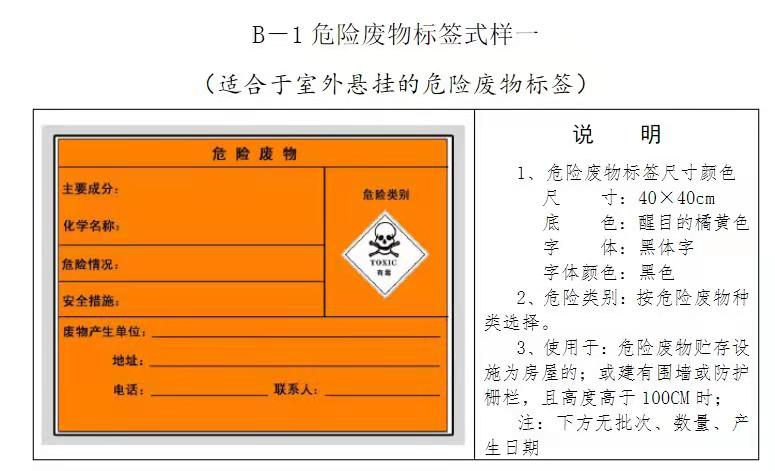 B－1 危险废物标签式样一
（适合于室外悬挂的危险废物标签）
危 险 废 物
主要成分：
化学名称：
危险情况：
安全措施：
危险类别
TOXIC
有毒
废物产生单位：
地址：
电话：
联系人：
说 明
1、危险废物标签尺寸颜色
尺 寸：40×40cm
底 色：醒目的橘黄色
字 体：黑体字
字体颜色：黑色
2、危险类别：按危险废物种
类选择。
3、使用于：危险废物贮存设
施为房屋的；或建有围墙或防护
栅栏，且高度高于100CM时；
注：下方无批次、数量、产
生日期